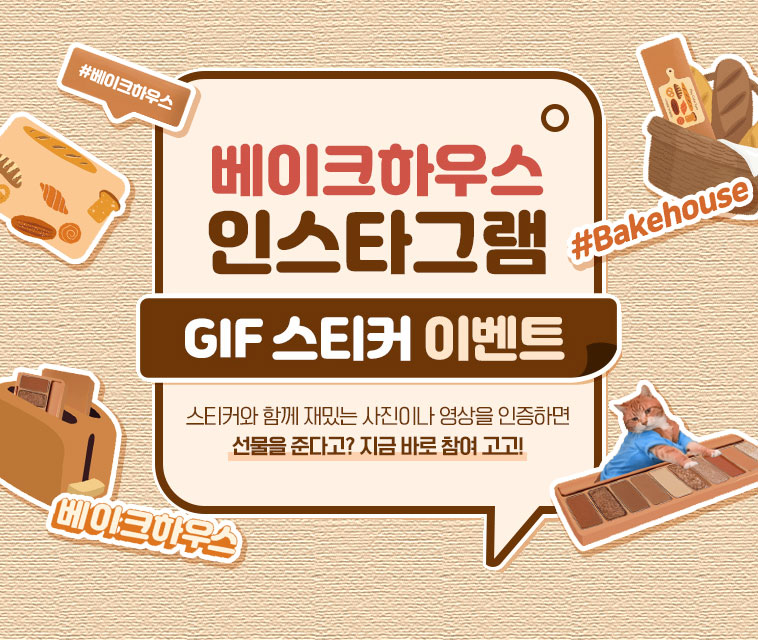 #베이크하우스
베이크하우스
인스타그램
#Bakehouse
GIF 스티커 이벤트
스티커와 함께 재밌는 사진이나 영상을 인증하면
선물을 준다고? 지금 바로 참여 고고!
베이크하우스